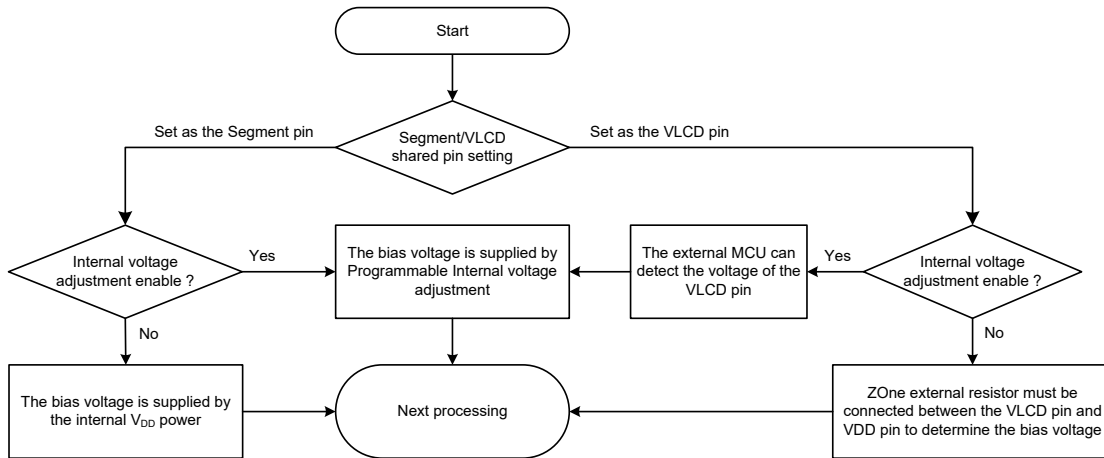 Start
Set as the Segment pin
Segment/VLCD
shared pin setting
Set as the VLCD pin
Internal voltage
adjustment enable ?
Yes
The bias voltage is supplied by
Programmable Internal voltage
adjustment
The external MCU can
detect the voltage of the
VLCD pin
Yes
Internal voltage
adjustment enable ?
No
No
The bias voltage is supplied by
the internal VDD power
Next processing
ZOne external resistor must be
connected between the VLCD pin and
VDD pin to determine the bias voltage